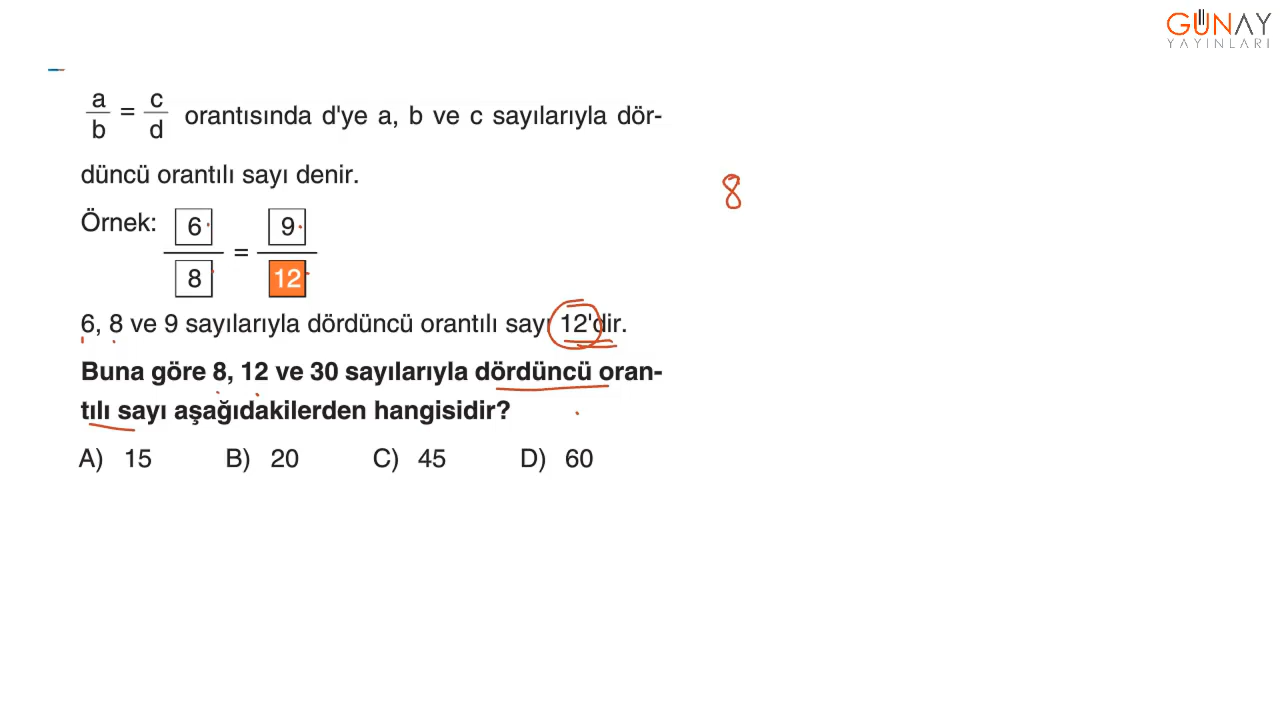 GÜNAY
YAYINLARI
a/b = c/d orantısında d'ye a, b ve c sayılarıyla dör-
düncü orantılı sayı denir.
8
Örnek: 6/8 = 9/12
6, 8 ve 9 sayılarıyla dördüncü orantılı sayı 12'dir.
Buna göre 8, 12 ve 30 sayılarıyla dördüncü oran-
tılı sayı aşağıdakilerden hangisidir?
A) 15 B) 20 C) 45 D) 60